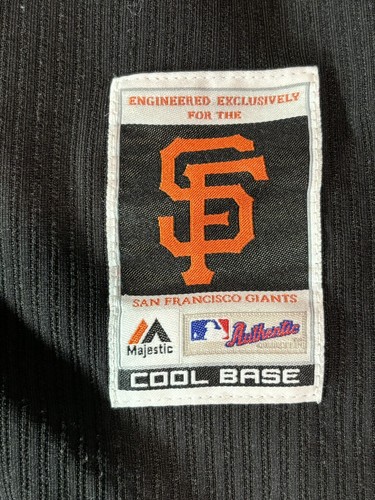 ENGINEERED EXCLUSIVELY
FOR THE
SF
SAN FRANCISCO GIANTS
Majestic
Authentic
COOL BASE